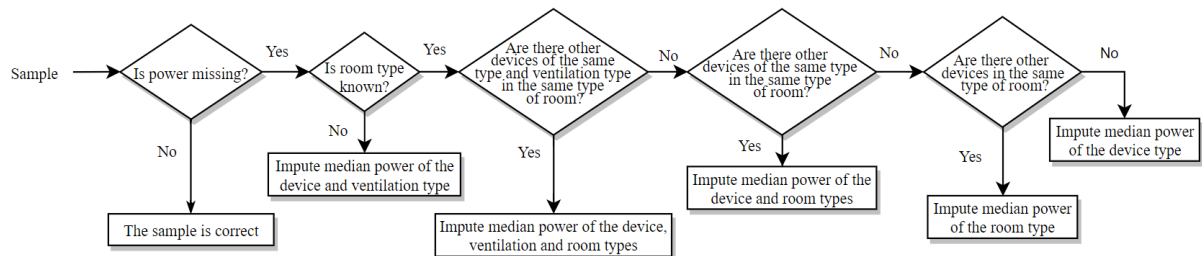 Sample
Is power missing?
Yes
Is room type
known?
Yes
Are there other
devices of the same
type and ventilation type
in the same type
of room?
No
Are there other
devices of the same type
in the same type
of room?
No
Are there other
devices in the same
type of room?
No
No
The sample is correct
No
Impute median power of the
device and ventilation type
Yes
Impute median power of the device,
ventilation and room types
Yes
Impute median power of the
device and room types
Yes
Impute median power
of the room type
Impute median power
of the device type